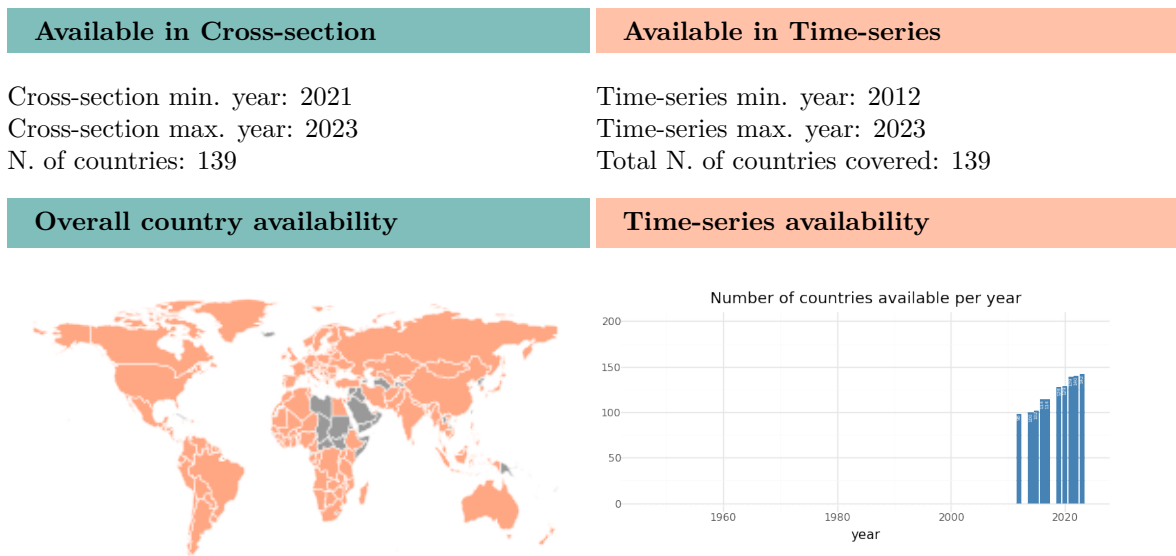 Available in Cross-section
Available in Time-series
Cross-section min. year: 2021
Cross-section max. year: 2023
N. of countries: 139
Time-series min. year: 2012
Time-series max. year: 2023
Total N. of countries covered: 139
Overall country availability
Time-series availability
Number of countries available per year
200
150
100
50
0
1960
1980
2000
2020
year